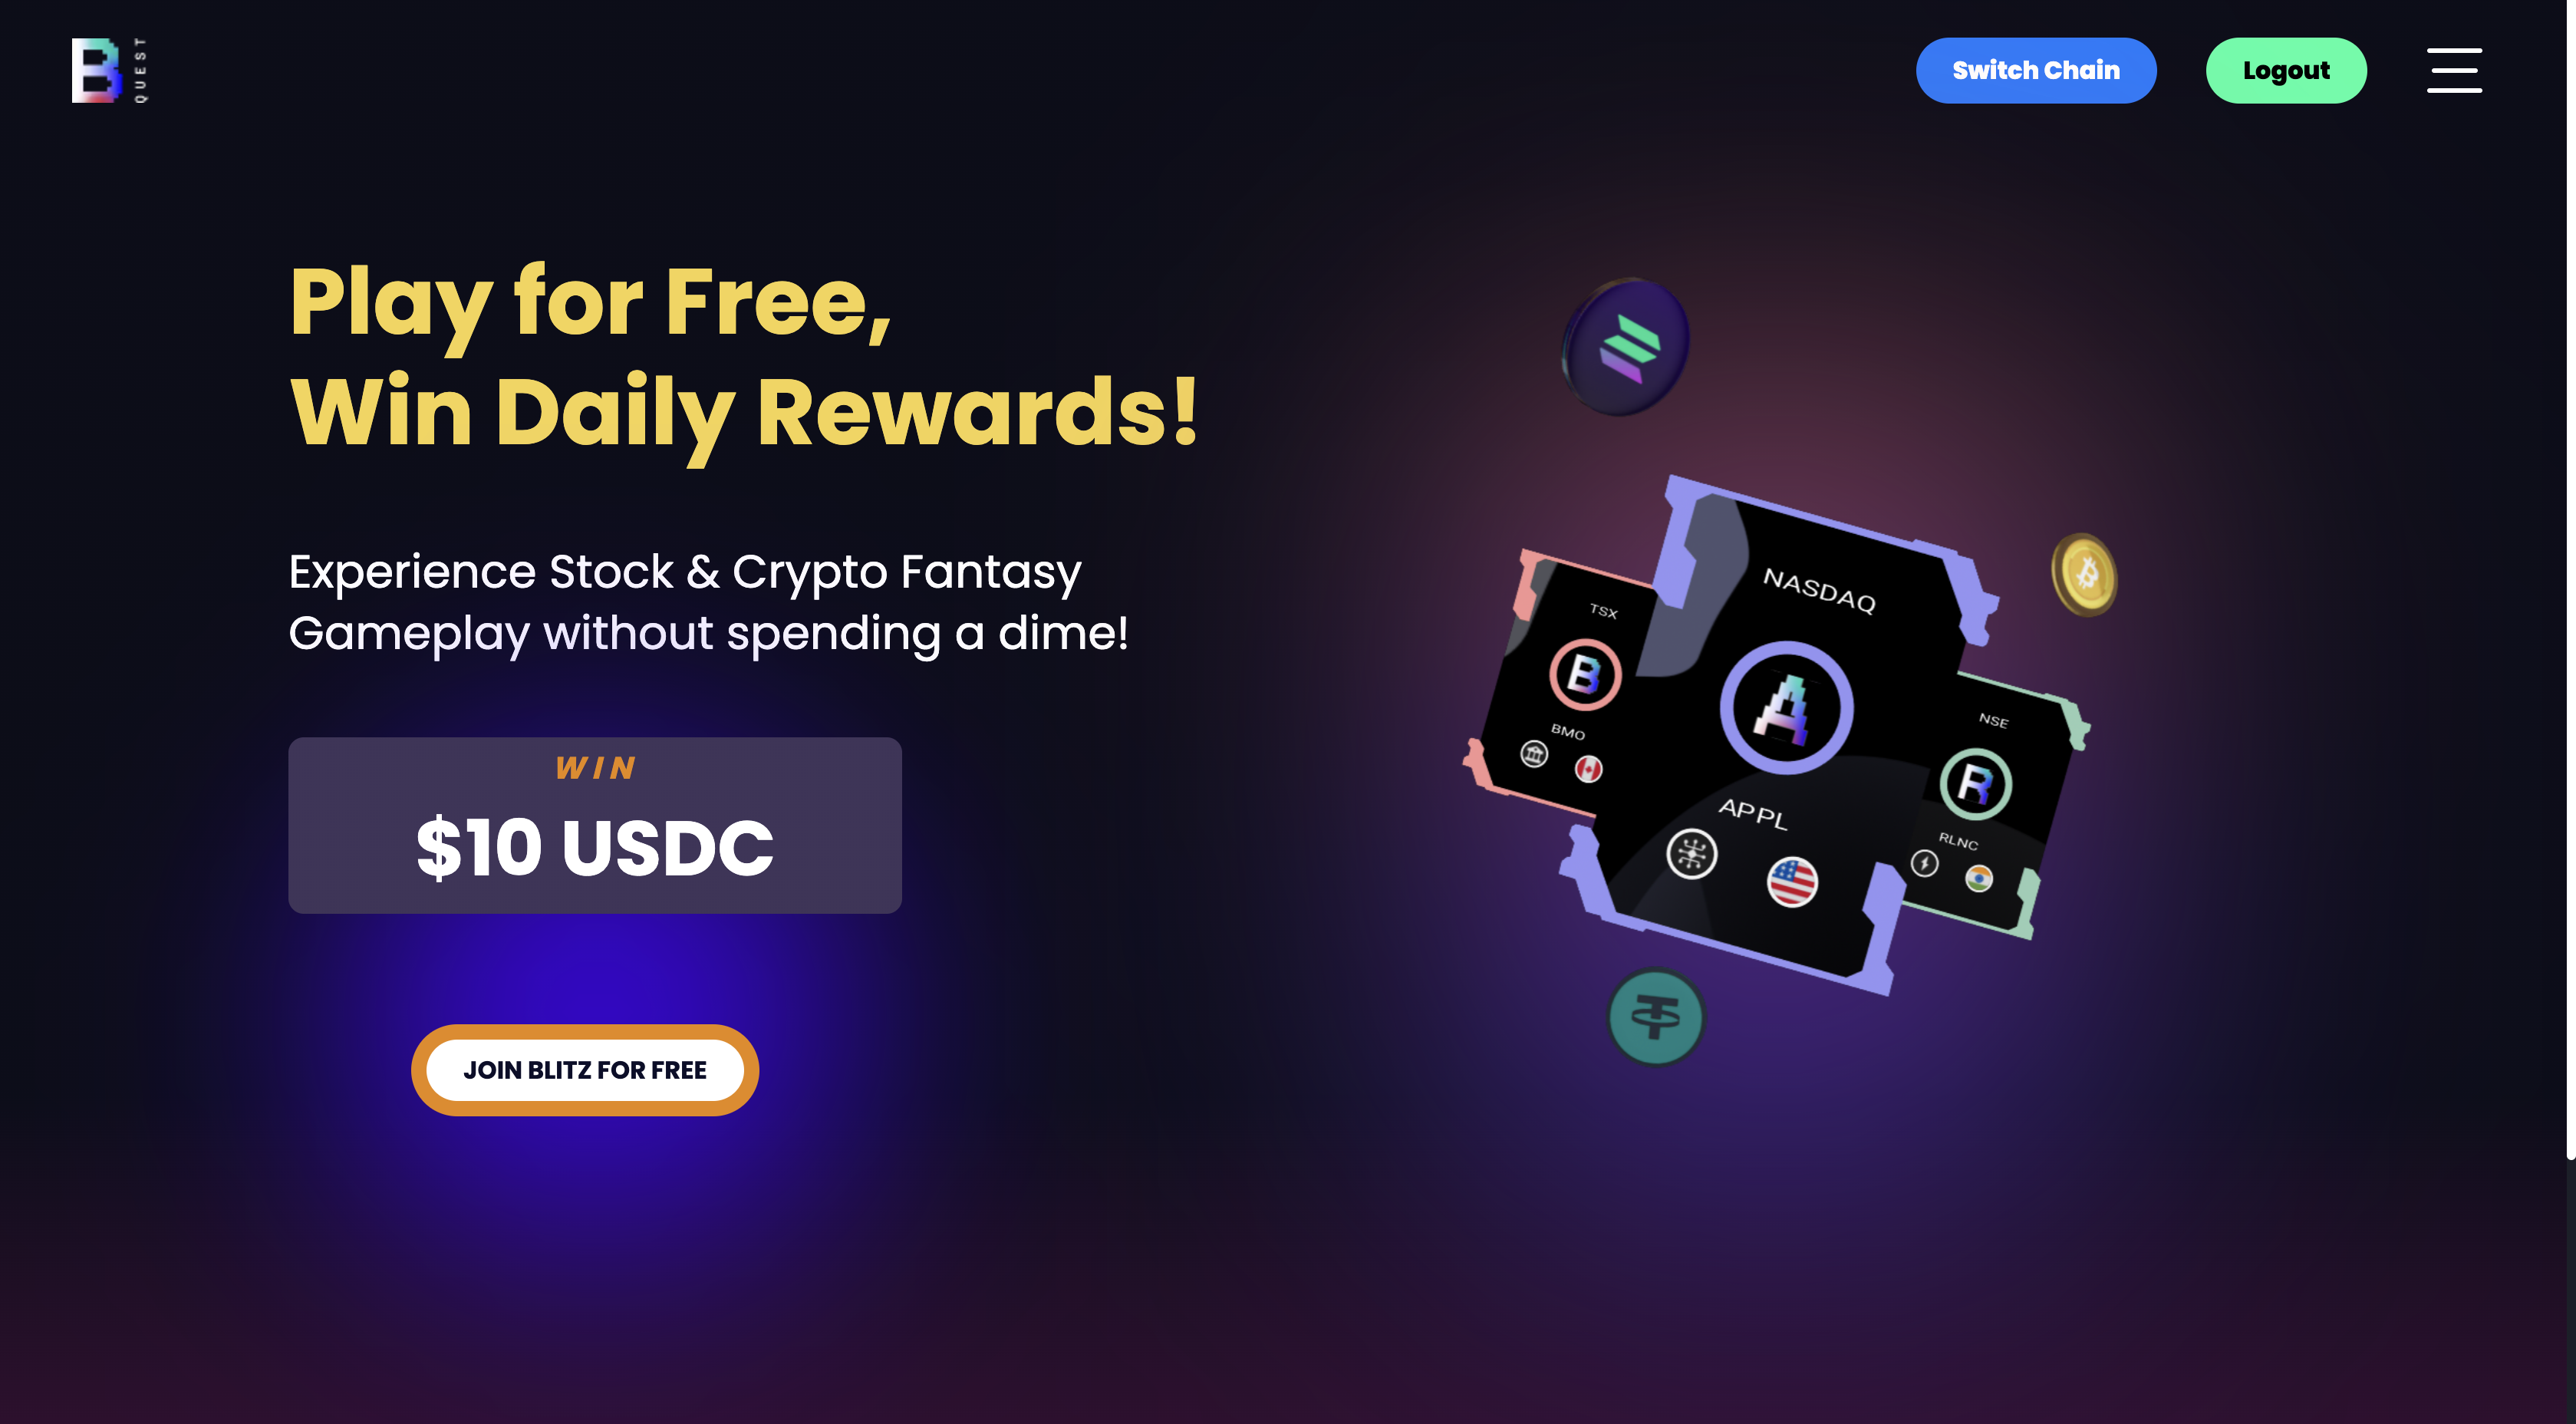 B QUEST
Switch Chain
Logout
Play for Free,
Win Daily Rewards!
Experience Stock & Crypto Fantasy
Gameplay without spending a dime!
WIN
$10 USDC
JOIN BLITZ FOR FREE
TSX
B
BMO
NASDAQ
A
APPL
NSE
R
RLNC